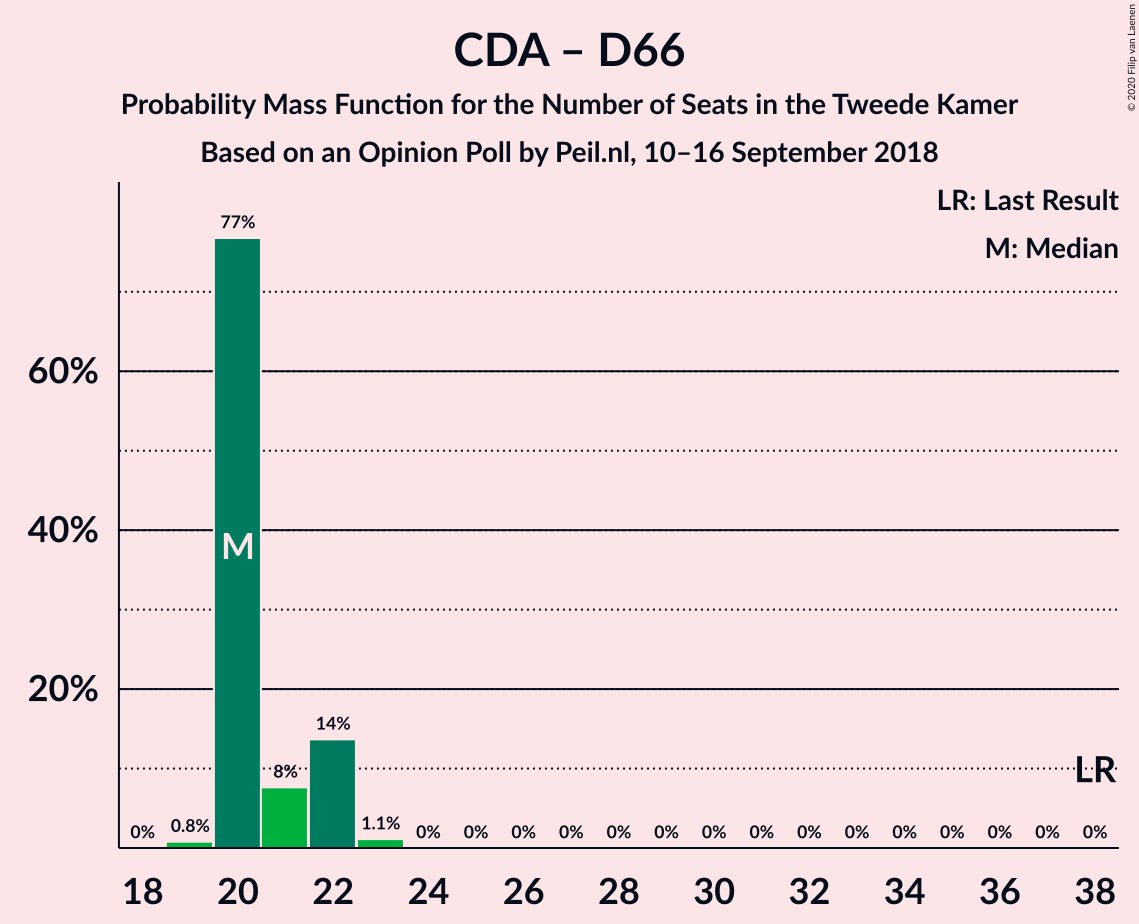 CDA – D66
Probability Mass Function for the Number of Seats in the Tweede Kamer
Based on an Opinion Poll by Peil.nl, 10–16 September 2018
© 2020 Filip van Laenen
LR: Last Result
M: Median
77%
60%
40%
M
20%
14%
8%
LR
0% 0.8% 1.1% 0% 0% 0% 0% 0% 0% 0% 0% 0% 0% 0% 0% 0% 0% 0%
18 20 22 24 26 28 30 32 34 36 38